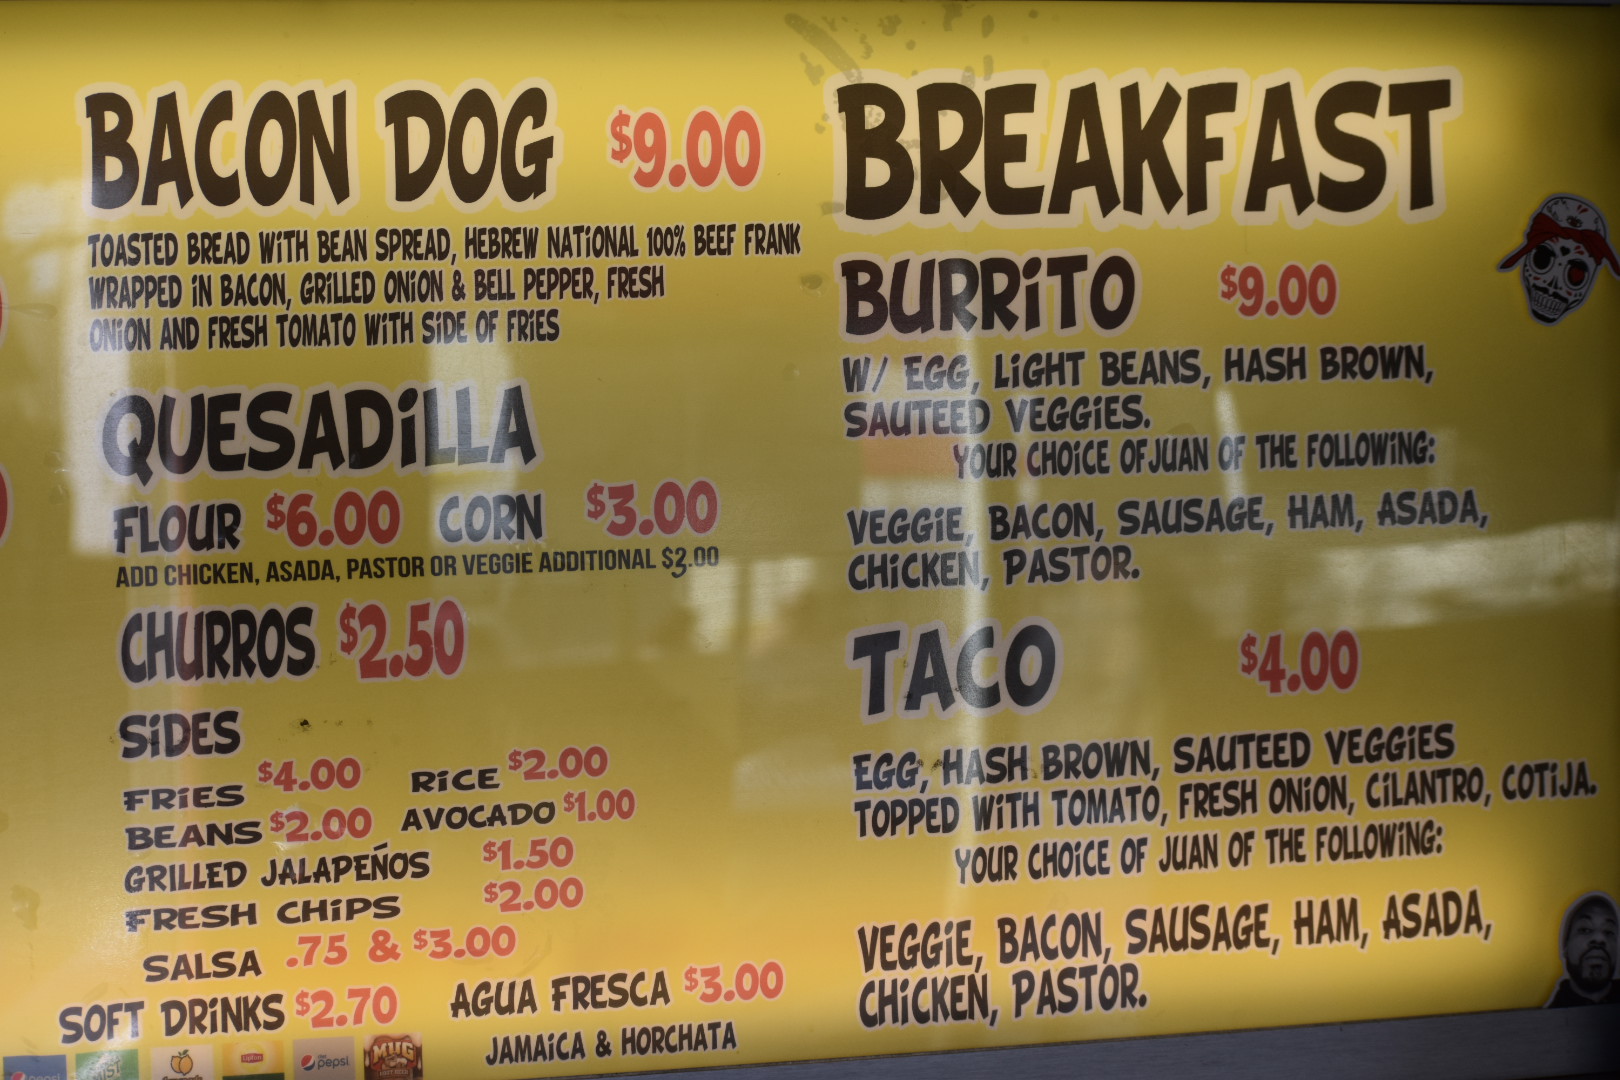 BACON DOG $9.00
TOASTED BREAD WITH BEAN SPREAD, HEBREW NATIONAL 100% BEEF FRANK
WRAPPED IN BACON, GRILLED ONION & BELL PEPPER, FRESH
ONION AND FRESH TOMATO WITH SIDE OF FRIES
QUESADILLA
FLOUR $6.00 CORN $3.00
ADD CHICKEN, ASADA, PASTOR OR VEGGIE ADDITIONAL $3.00
CHURROS $2.50
SIDES
FRIES $4.00 RICE $2.00
BEANS $2.00 AVOCADO $1.00
GRILLED JALAPEÑOS $1.50
FRESH CHIPS $2.00
SALSA .75 & $3.00
SOFT DRINKS $2.70 AGUA FRESCA $3.00
JAMAICA & HORCHATA
pepsi Lipton pepsi MUG
BREAKFAST
BURRITO $9.00
W/ EGG, LIGHT BEANS, HASH BROWN,
SAUTEED VEGGIES.
YOUR CHOICE OF JUAN OF THE FOLLOWING:
VEGGIE, BACON, SAUSAGE, HAM, ASADA,
CHICKEN, PASTOR.
TACO $4.00
EGG, HASH BROWN, SAUTEED VEGGIES
TOPPED WITH TOMATO, FRESH ONION, CILANTRO, COTIJA.
YOUR CHOICE OF JUAN OF THE FOLLOWING:
VEGGIE, BACON, SAUSAGE, HAM, ASADA,
CHICKEN, PASTOR.